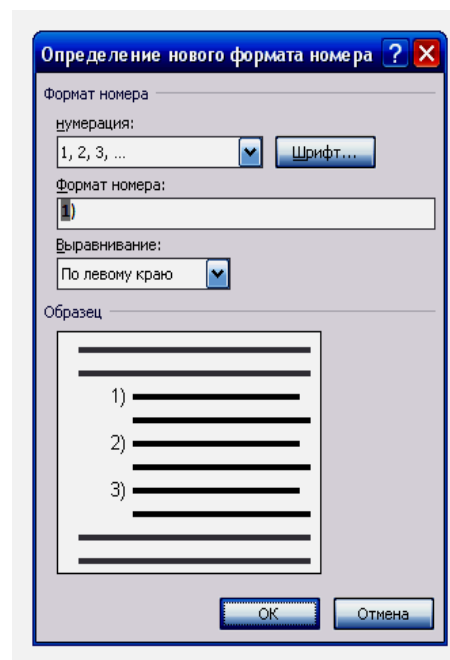 Определение нового формата номера
Формат номера
нумерация:
1, 2, 3, ...
Шрифт...
Формат номера:
1)
Выравнивание:
По левому краю
Образец
1)
2)
3)
ОК
Отмена